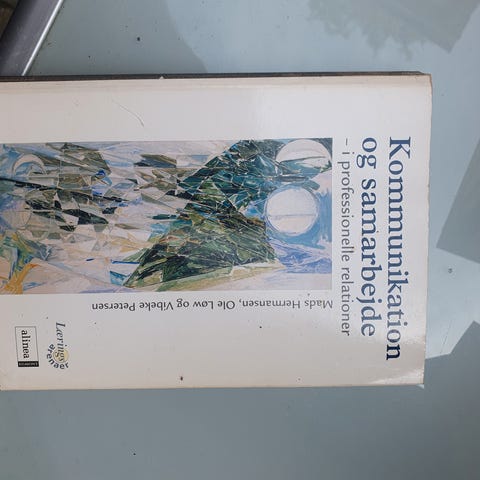 Kommunikation
og samarbejde
– i professionelle relationer
Mads Hermansen, Ole Løw og Vibeke Petersen
Lærings
arenaer
alinea